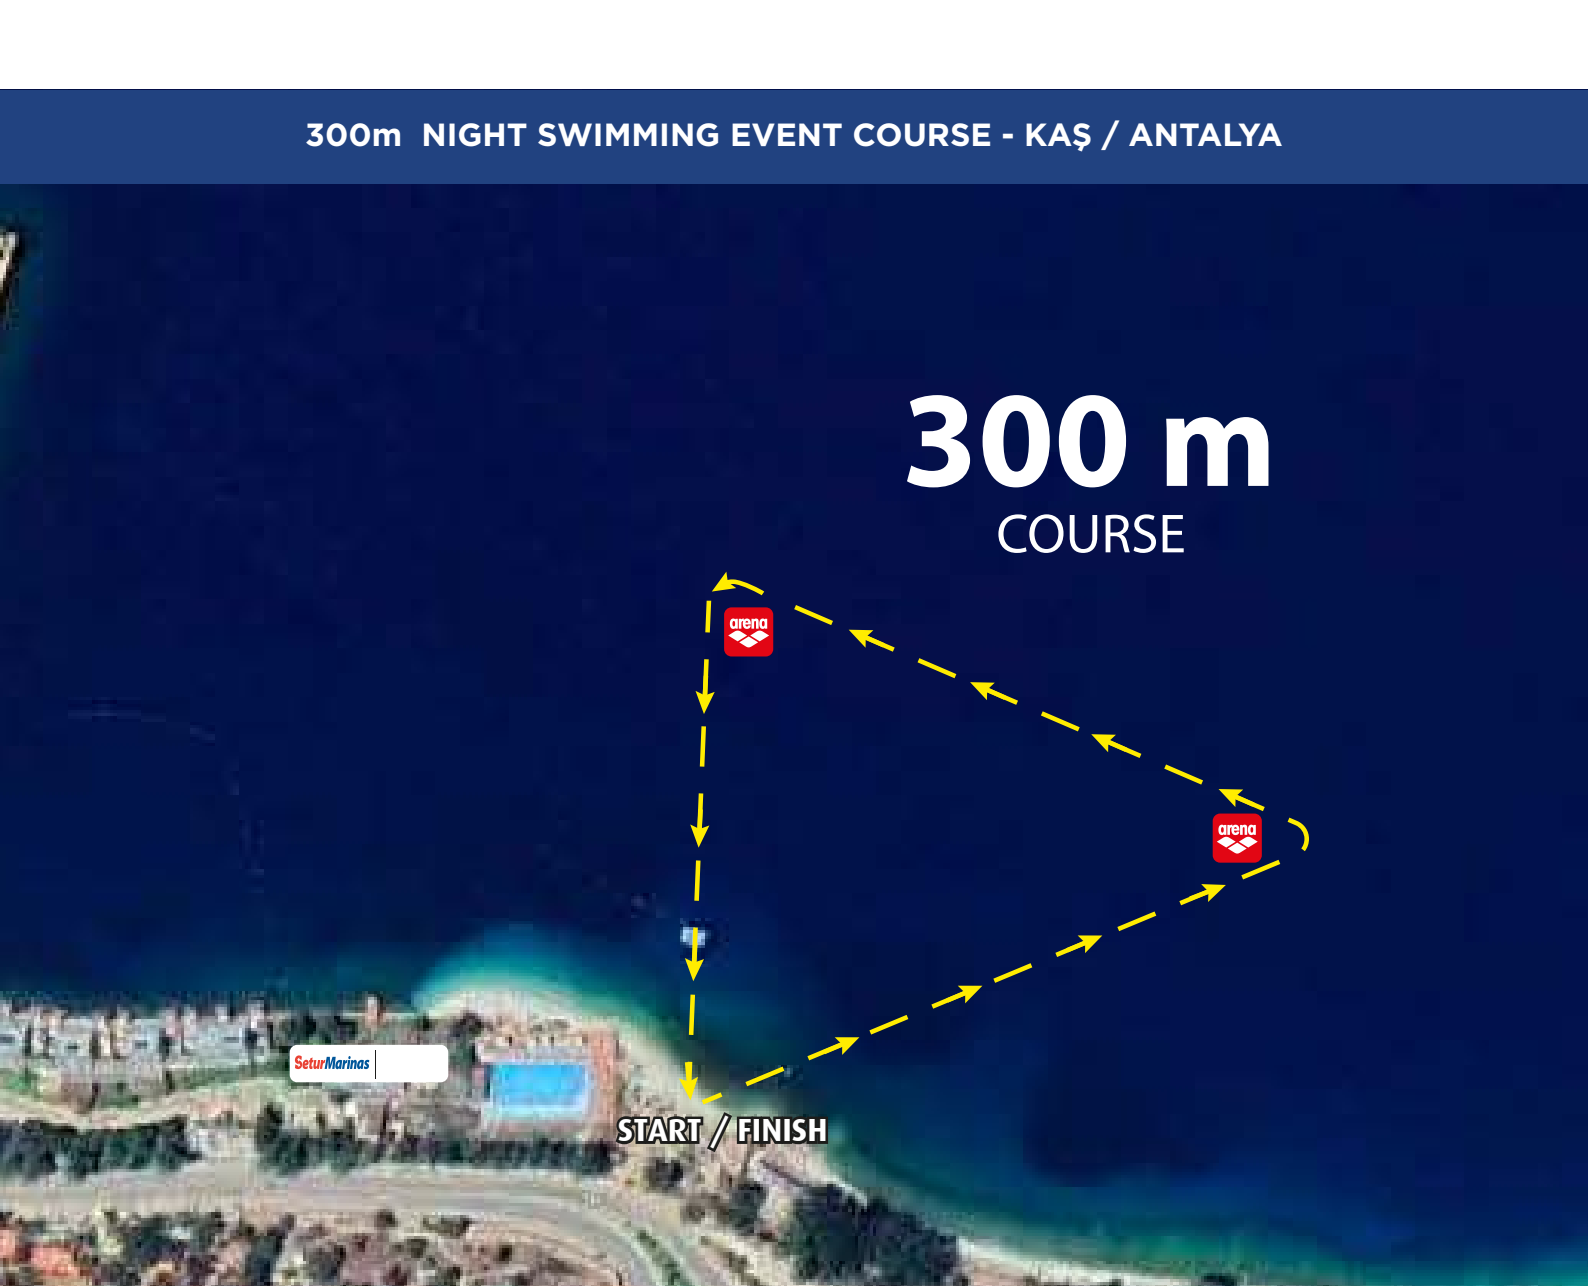 300m NIGHT SWIMMING EVENT COURSE - KAŞ / ANTALYA
300 m
COURSE
arena
arena
SeturMarinas
START / FINISH